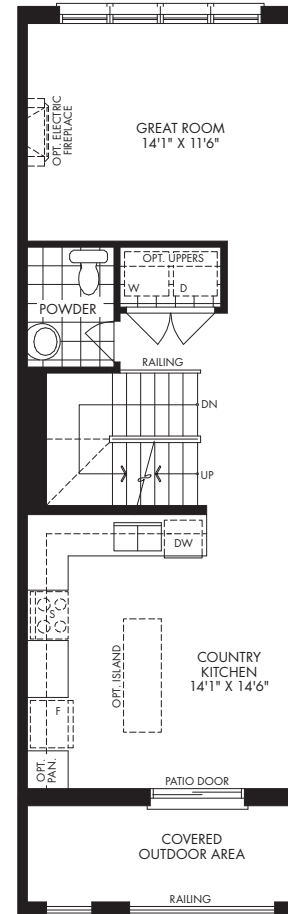 GREAT ROOM
14'1" X 11'6"
OPT. ELECTRIC
FIREPLACE
OPT. UPPERS
W D
POWDER
RAILING
DN
UP
DW
S
OPT. ISLAND
COUNTRY
KITCHEN
14'1" X 14'6"
F
OPT.
PAN.
PATIO DOOR
COVERED
OUTDOOR AREA
RAILING